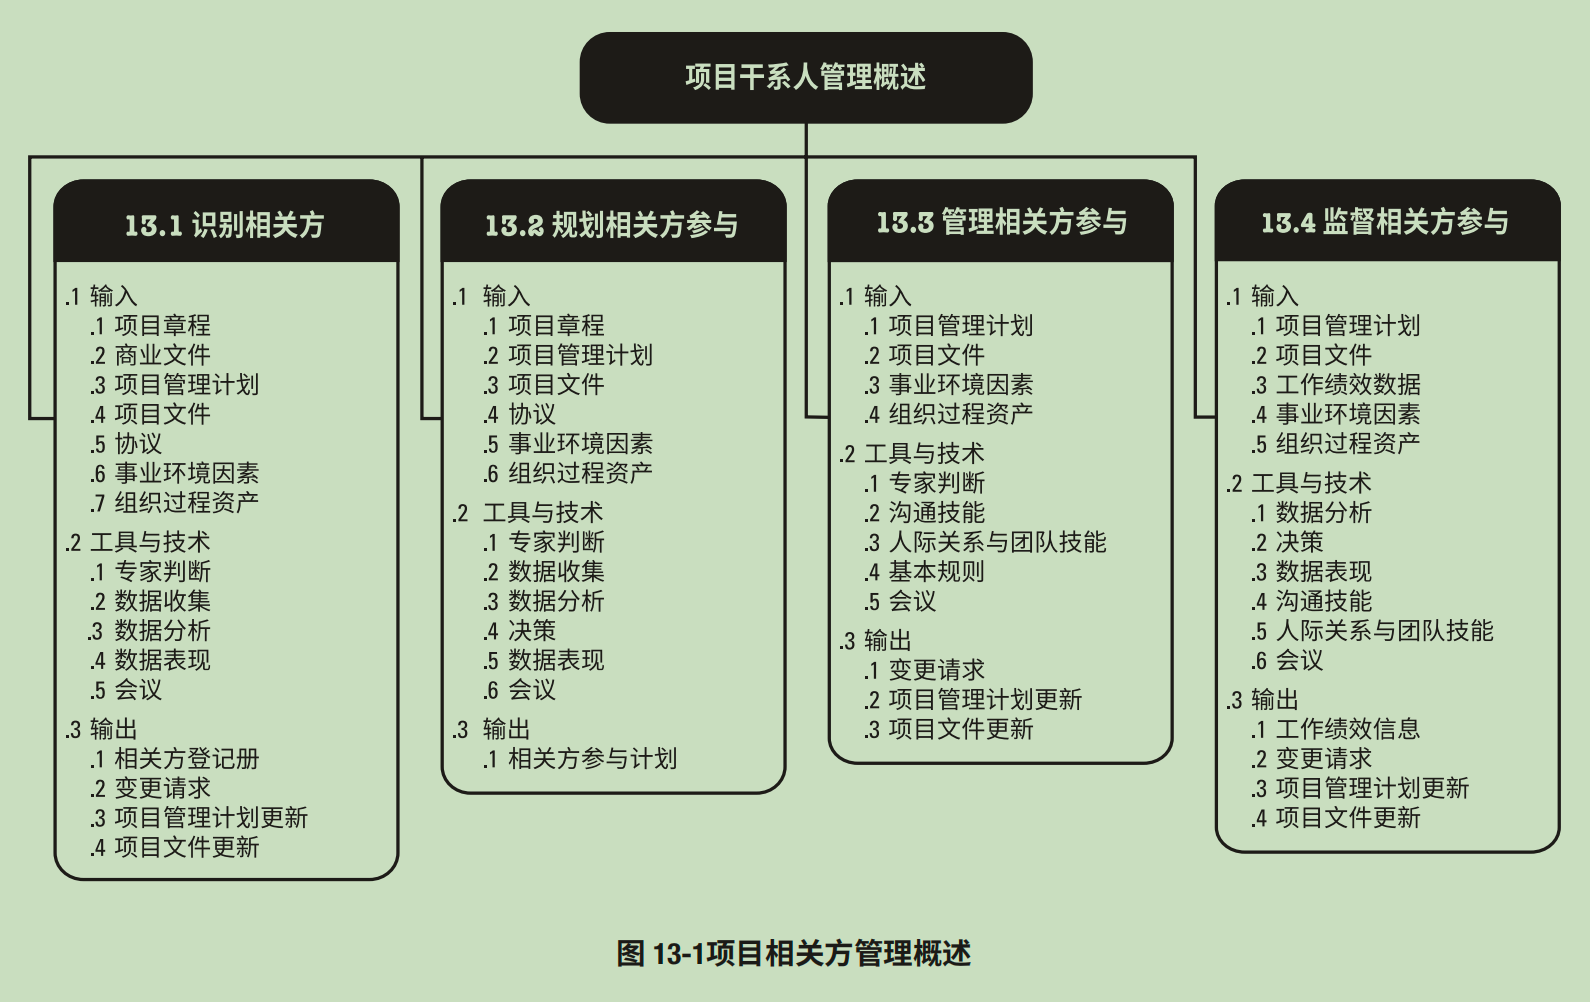 项目干系人管理概述
13.1 识别相关方
.1 输入
.1 项目章程
.2 商业文件
.3 项目管理计划
.4 项目文件
.5 协议
.6 事业环境因素
.7 组织过程资产
.2 工具与技术
.1 专家判断
.2 数据收集
.3 数据分析
.4 数据表现
.5 会议
.3 输出
.1 相关方登记册
.2 变更请求
.3 项目管理计划更新
.4 项目文件更新
13.2 规划相关方参与
.1 输入
.1 项目章程
.2 项目管理计划
.3 项目文件
.4 协议
.5 事业环境因素
.6 组织过程资产
.2 工具与技术
.1 专家判断
.2 数据收集
.3 数据分析
.4 决策
.5 数据表现
.6 会议
.3 输出
.1 相关方参与计划
13.3 管理相关方参与
.1 输入
.1 项目管理计划
.2 项目文件
.3 事业环境因素
.4 组织过程资产
.2 工具与技术
.1 专家判断
.2 沟通技能
.3 人际关系与团队技能
.4 基本规则
.5 会议
.3 输出
.1 变更请求
.2 项目管理计划更新
.3 项目文件更新
13.4 监督相关方参与
.1 输入
.1 项目管理计划
.2 项目文件
.3 工作绩效数据
.4 事业环境因素
.5 组织过程资产
.2 工具与技术
.1 数据分析
.2 决策
.3 数据表现
.4 沟通技能
.5 人际关系与团队技能
.6 会议
.3 输出
.1 工作绩效信息
.2 变更请求
.3 项目管理计划更新
.4 项目文件更新
图 13-1项目相关方管理概述